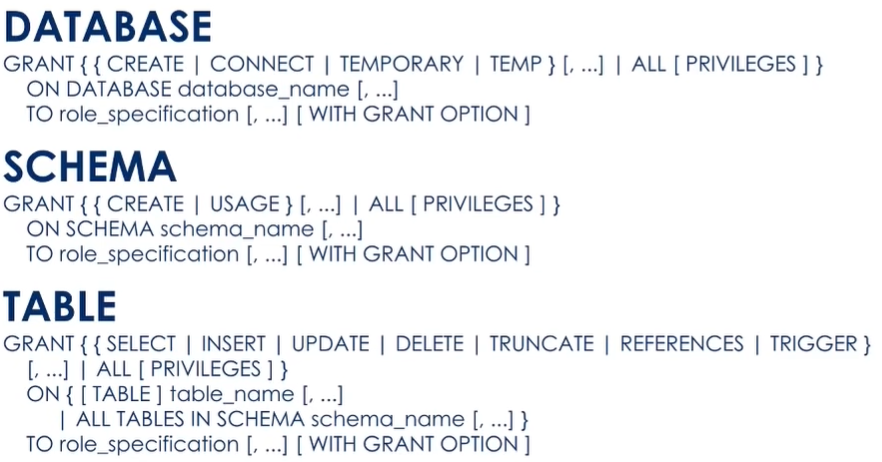 DATABASE
GRANT { { CREATE | CONNECT | TEMPORARY | TEMP } [, ...] | ALL [ PRIVILEGES ] }
ON DATABASE database_name [, ...]
TO role_specification [, ...] [ WITH GRANT OPTION ]
SCHEMA
GRANT { { CREATE | USAGE } [, ...] | ALL [ PRIVILEGES ] }
ON SCHEMA schema_name [, ...]
TO role_specification [, ...] [ WITH GRANT OPTION ]
TABLE
GRANT { { SELECT | INSERT | UPDATE | DELETE | TRUNCATE | REFERENCES | TRIGGER }
[, ...] | ALL [ PRIVILEGES ] }
ON { [ TABLE ] table_name [, ...]
| ALL TABLES IN SCHEMA schema_name [, ...] }
TO role_specification [, ...] [ WITH GRANT OPTION ]